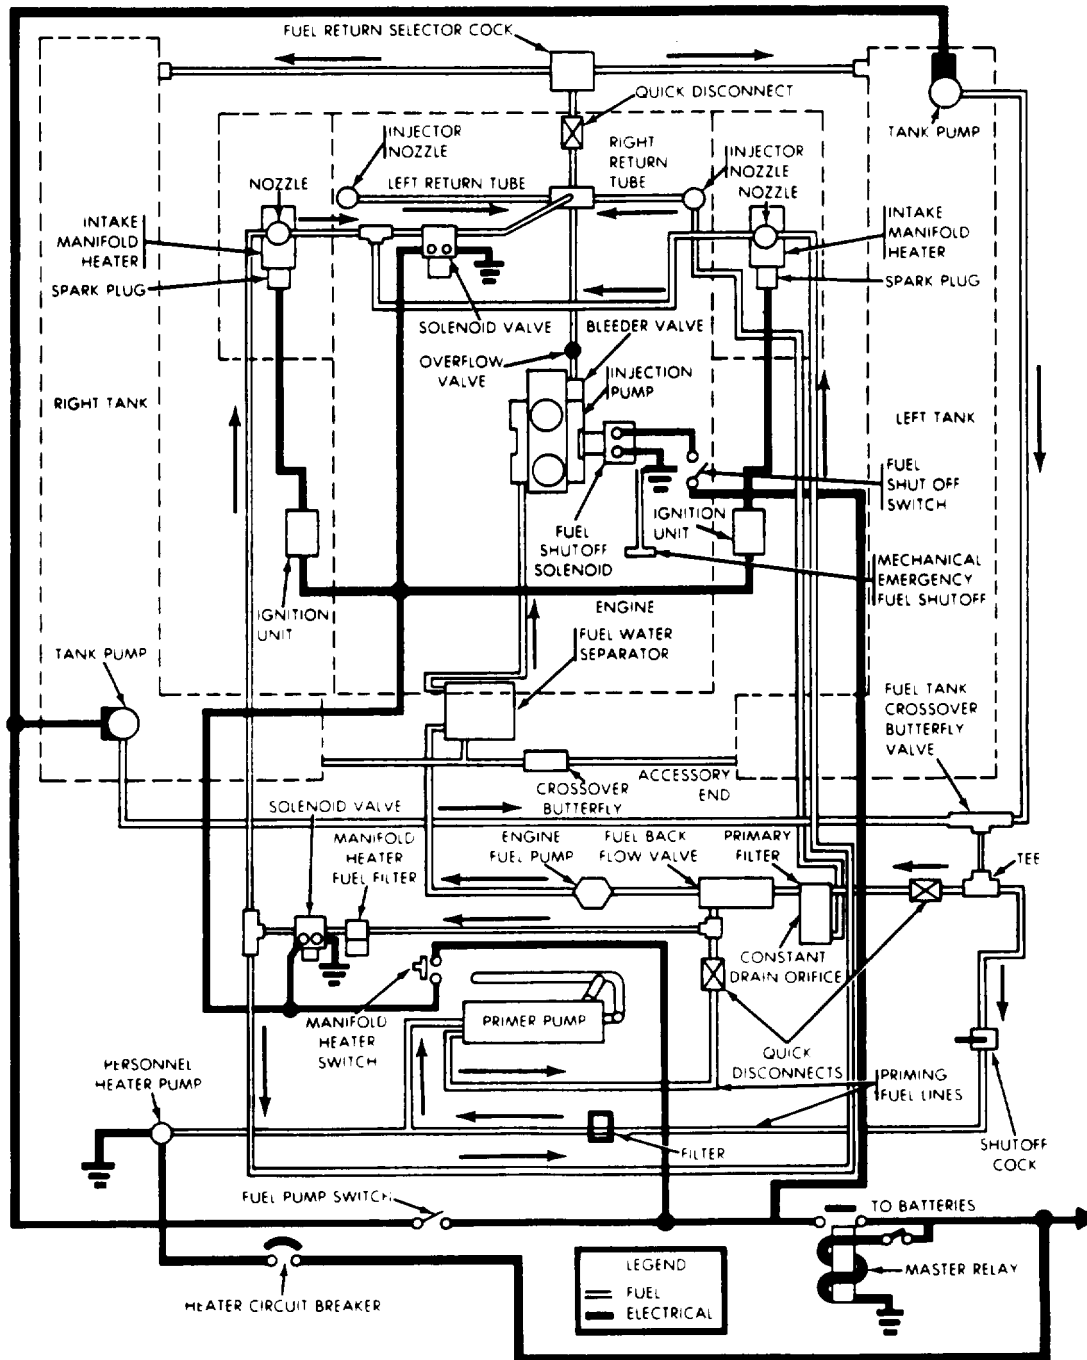 FUEL RETURN SELECTOR COCK
QUICK DISCONNECT
TANK PUMP
INJECTOR
NOZZLE
RIGHT
RETURN
TUBE
INJECTOR
NOZZLE
NOZZLE
LEFT RETURN TUBE
NOZZLE
INTAKE
MANIFOLD
HEATER
INTAKE
MANIFOLD
HEATER
SPARK PLUG
SPARK PLUG
SOLENOID VALVE
BLEEDER VALVE
OVERFLOW
VALVE
INJECTION
PUMP
RIGHT TANK
LEFT TANK
FUEL
SHUT OFF
SWITCH
IGNITION
UNIT
FUEL
SHUTOFF
SOLENOID
MECHANICAL
EMERGENCY
FUEL SHUTOFF
IGNITION
UNIT
ENGINE
FUEL WATER
SEPARATOR
TANK PUMP
FUEL TANK
CROSSOVER
BUTTERFLY
VALVE
ACCESSORY
END
CROSSOVER
BUTTERFLY
SOLENOID VALVE
MANIFOLD
HEATER
FUEL FILTER
ENGINE
FUEL PUMP
FUEL BACK
FLOW VALVE
PRIMARY
FILTER
TEE
CONSTANT
DRAIN ORIFICE
PRIMER PUMP
MANIFOLD
HEATER
SWITCH
QUICK
DISCONNECTS
PERSONNEL
HEATER PUMP
PRIMING
FUEL LINES
FILTER
SHUTOFF
COCK
FUEL PUMP SWITCH
TO BATTERIES
MASTER RELAY
HEATER CIRCUIT BREAKER
LEGEND
FUEL
ELECTRICAL